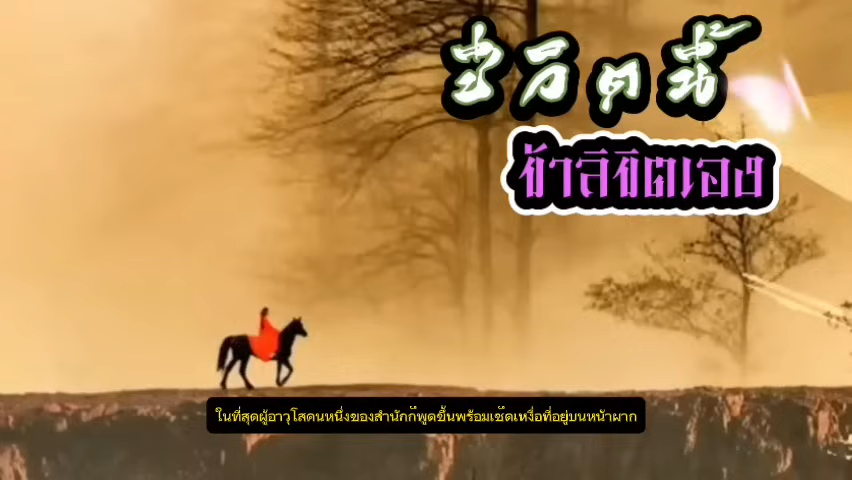 ชีวิตนี้
ข้าลิขิตเอง
ในที่สุดผู้อาวุโสคนหนึ่งของสำนักก็พูดขึ้นพร้อมเช็ดเหงื่อที่อยู่บนหน้าผาก